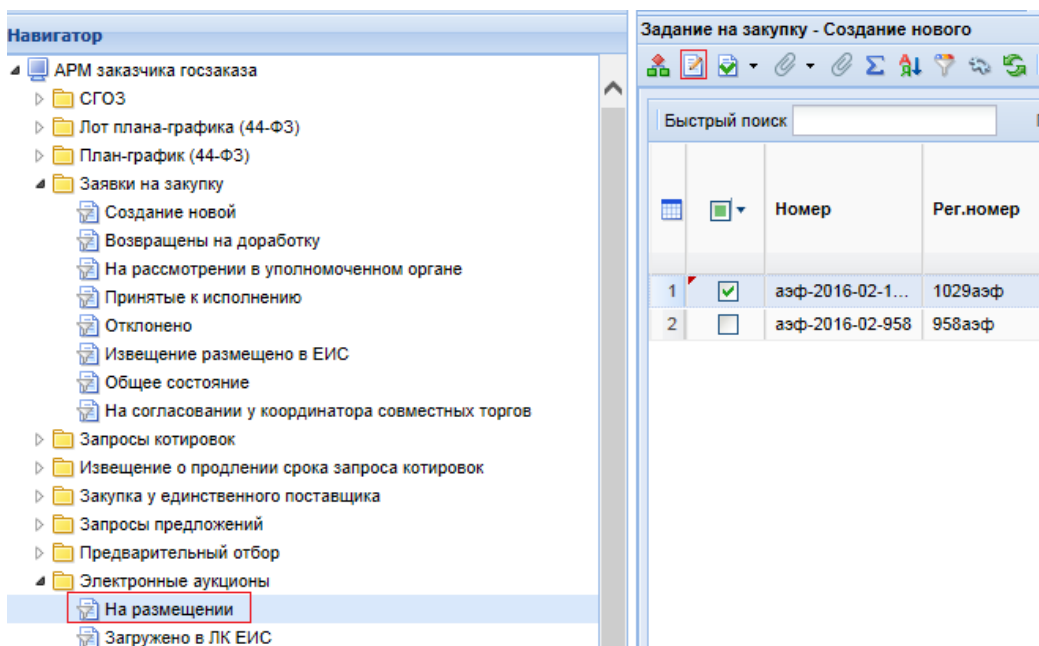 Навигатор
АРМ заказчика госзаказа
СГОЗ
Лот плана-графика (44-ФЗ)
План-график (44-ФЗ)
Заявки на закупку
Создание новой
Возвращены на доработку
На рассмотрении в уполномоченном органе
Принятые к исполнению
Отклонено
Извещение размещено в ЕИС
Общее состояние
На согласовании у координатора совместных торгов
Запросы котировок
Извещение о продлении срока запроса котировок
Закупка у единственного поставщика
Запросы предложений
Предварительный отбор
Электронные аукционы
На размещении
Загружено в ЛК ЕИС
Задание на закупку - Создание нового
Быстрый поиск
Номер Рег.номер
1 аэф-2016-02-1... 1029аэф
2 аэф-2016-02-958 958аэф